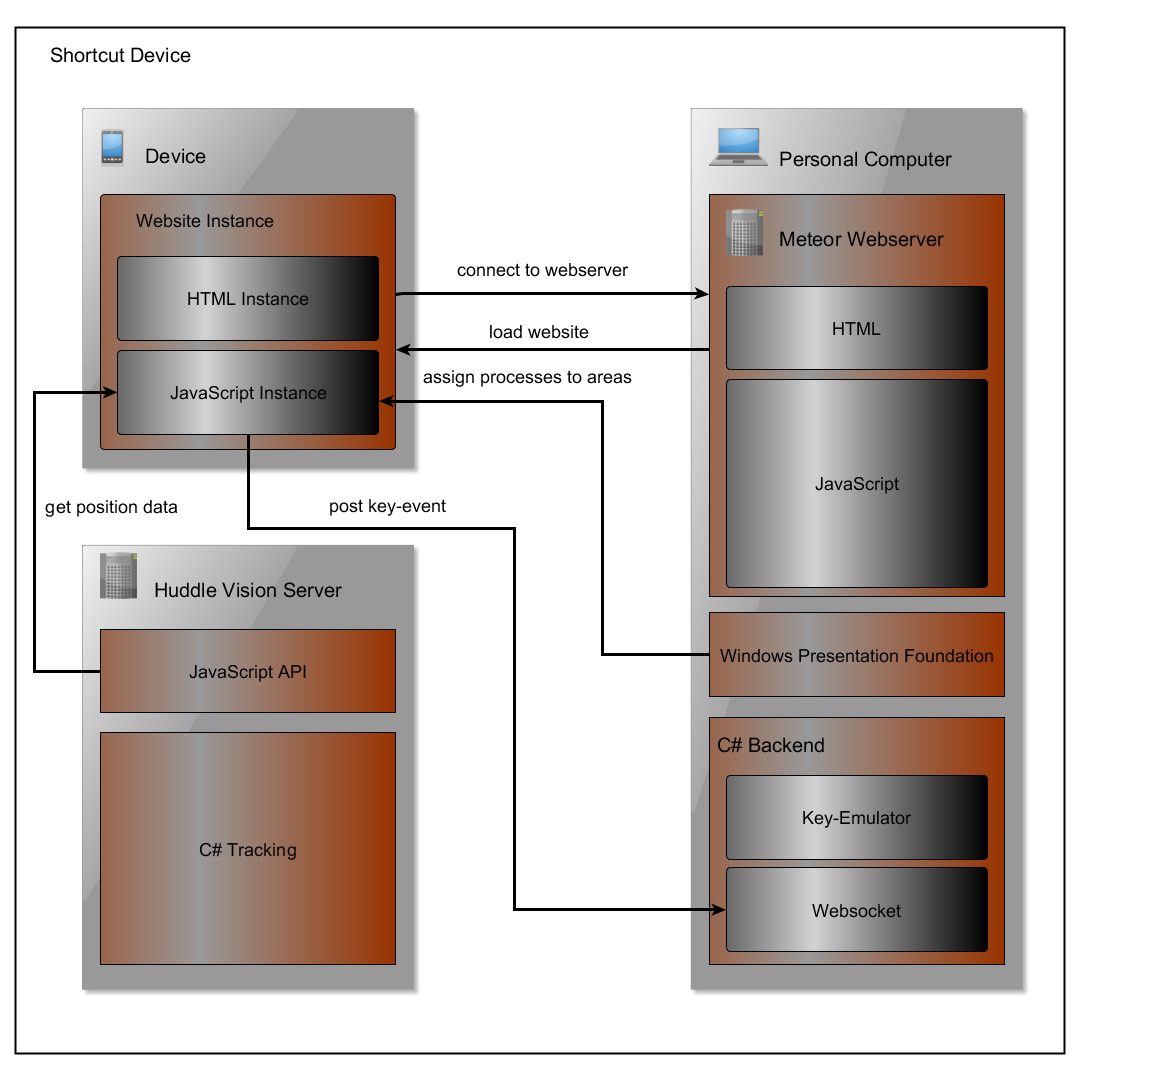 Shortcut Device
Device
Website Instance
HTML Instance
JavaScript Instance
connect to webserver
load website
assign processes to areas
get position data
post key-event
Huddle Vision Server
JavaScript API
C# Tracking
Personal Computer
Meteor Webserver
HTML
JavaScript
Windows Presentation Foundation
C# Backend
Key-Emulator
Websocket